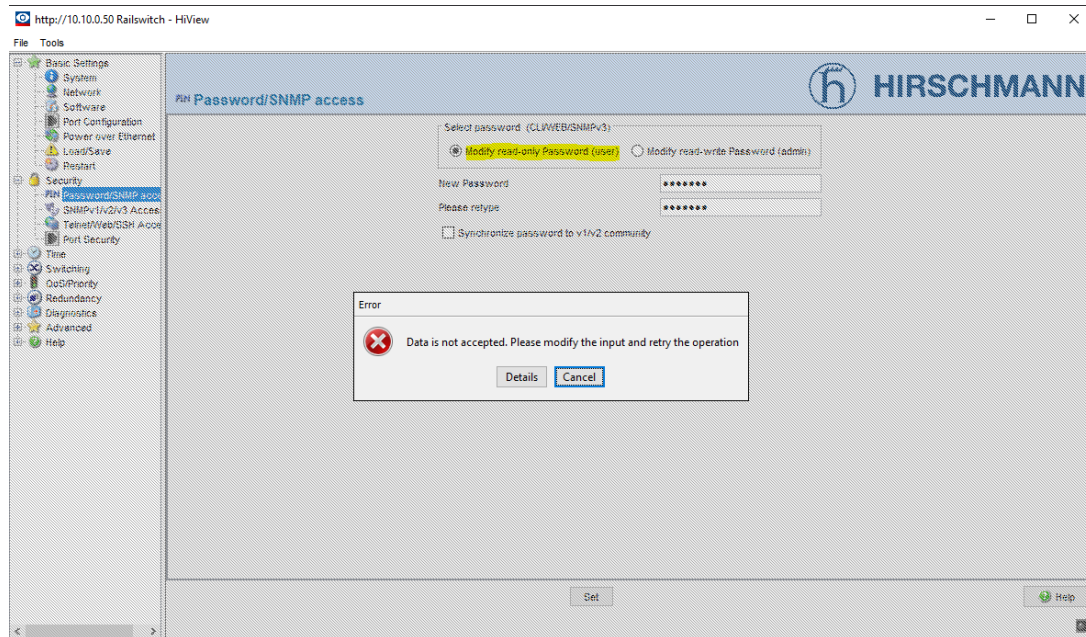 http://10.10.0.50 Railswitch - HiView
File Tools
Basic Settings
System
Network
Software
Port Configuration
Power over Ethernet
Load/Save
Restart
Security
PIN Password/SNMP acce
SNMPv1/v2/v3 Acces
Telnet/Web/SSH Acce
Port Security
Time
Switching
QoS/Priority
Redundancy
Diagnostics
Advanced
Help
PIN Password/SNMP access
HIRSCHMANN
Select password (CLI/WEB/SNMPv3)
Modify read-only Password (user) Modify read-write Password (admin)
New Password *******
Please retype *******
Synchronize password to v1/v2 community
Error
Data is not accepted. Please modify the input and retry the operation
Details Cancel
Set
Help